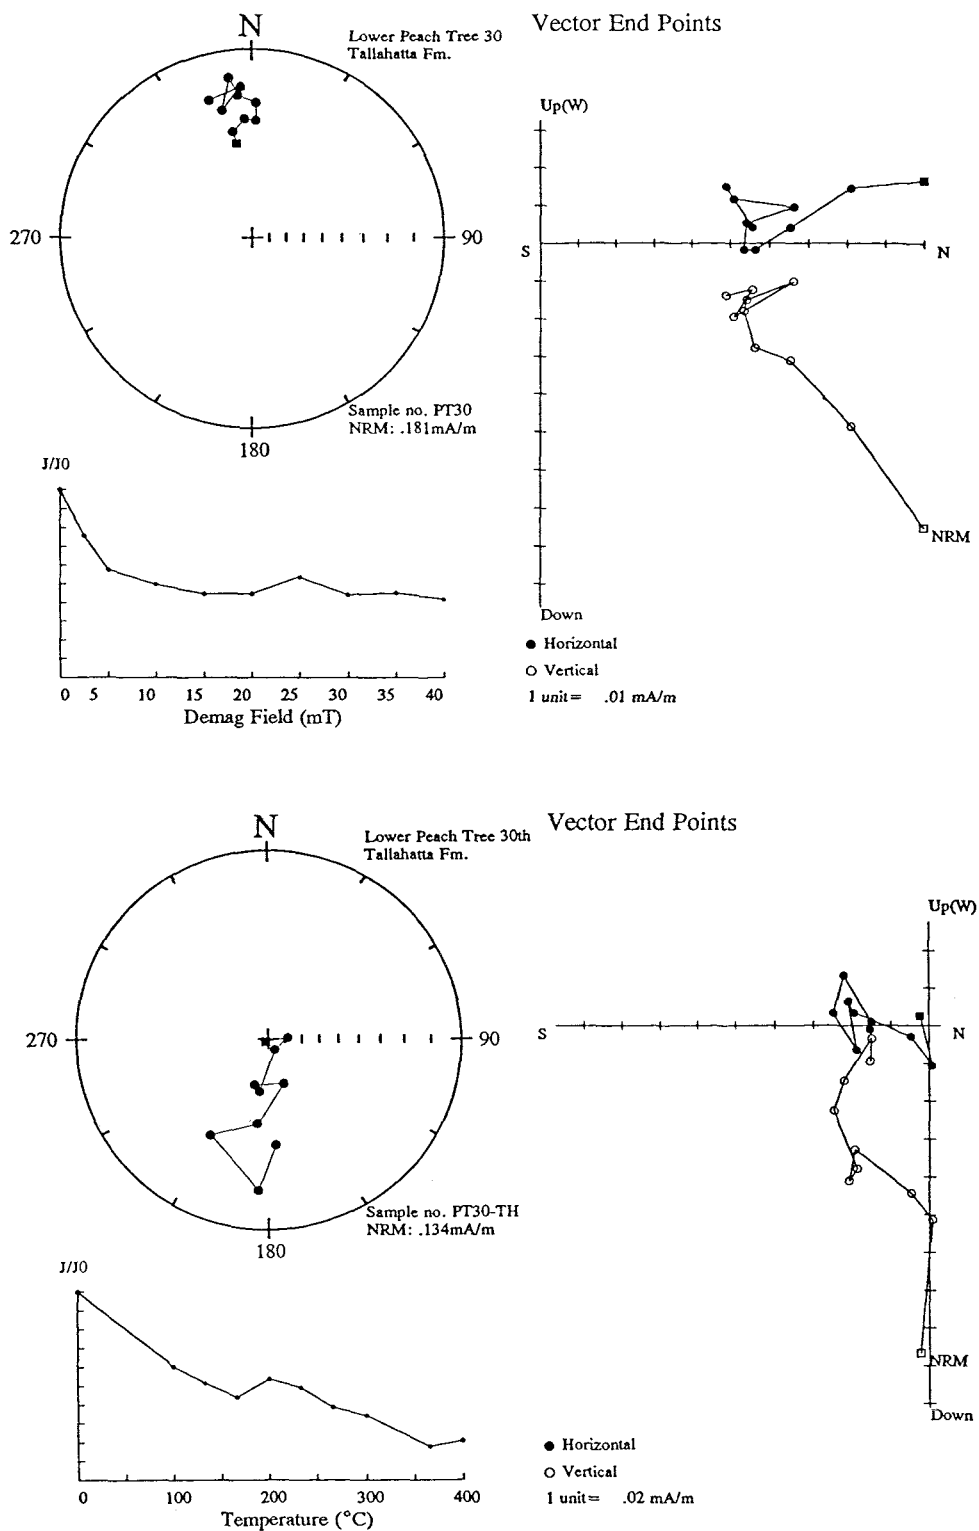 N
Lower Peach Tree 30
Tallahatta Fm.
Vector End Points
Up(W)
270
90
S
N
Sample no. PT30
NRM: .181mA/m
180
J/J0
NRM
Down
● Horizontal
○ Vertical
1 unit= .01 mA/m
0 5 10 15 20 25 30 35 40
Demag Field (mT)
N
Lower Peach Tree 30th
Tallahatta Fm.
Vector End Points
Up(W)
270
90
S
N
Sample no. PT30-TH
NRM: .134mA/m
180
J/J0
NRM
Down
● Horizontal
○ Vertical
1 unit= .02 mA/m
0 100 200 300 400
Temperature (°C)